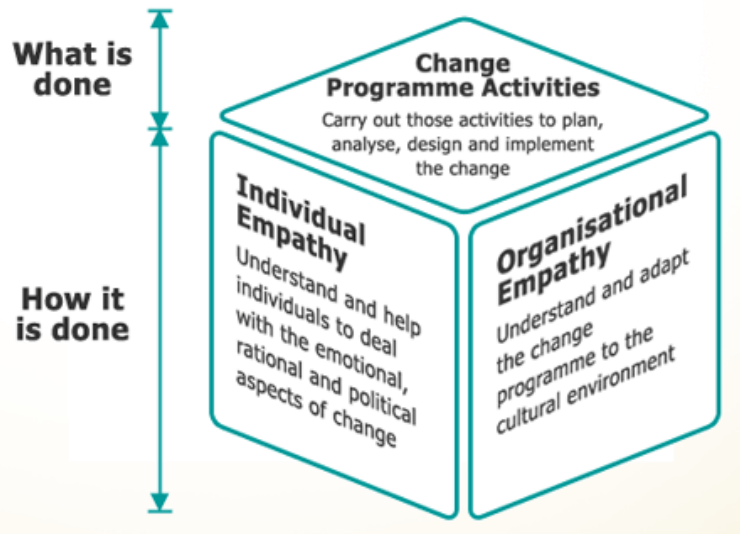 What is
done
Change
Programme Activities
Carry out those activities to plan,
analyse, design and implement
the change
How it
is done
Individual
Empathy
Understand and help
individuals to deal
with the emotional,
rational and political
aspects of change
Organisational
Empathy
Understand and adapt
the change
programme to the
cultural environment